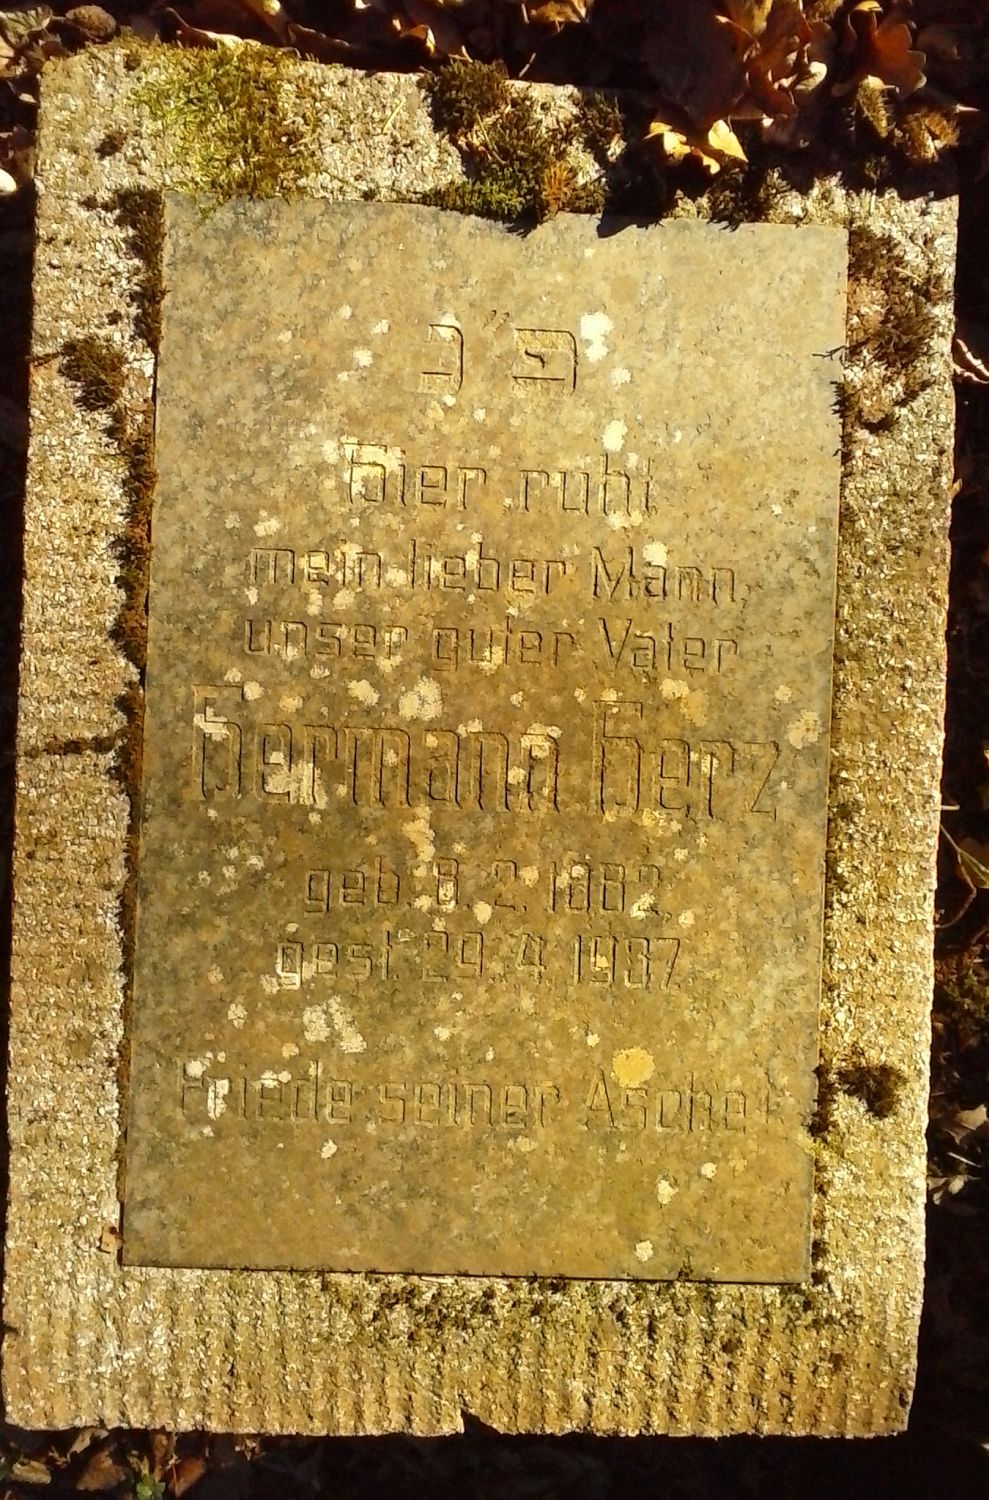 פ״נ
Hier ruht
mein lieber Mann,
unser guter Vater
Hermann Herz
geb. 8. 2. 1882,
gest. 29. 4. 1937.
Friede seiner Asche!